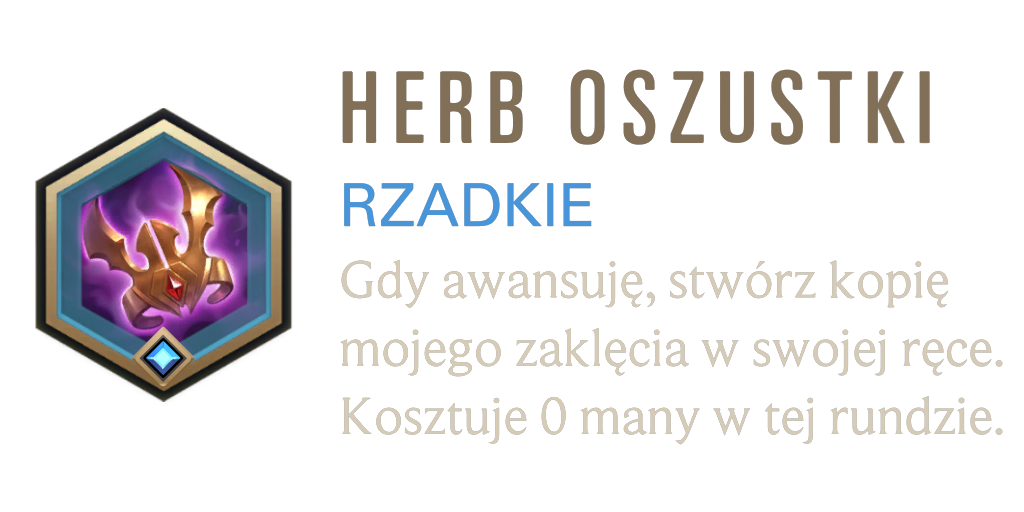 HERB OSZUSTKI
RZADKIE
Gdy awansuję, stwórz kopię
mojego zaklęcia w swojej ręce.
Kosztuje 0 many w tej rundzie.